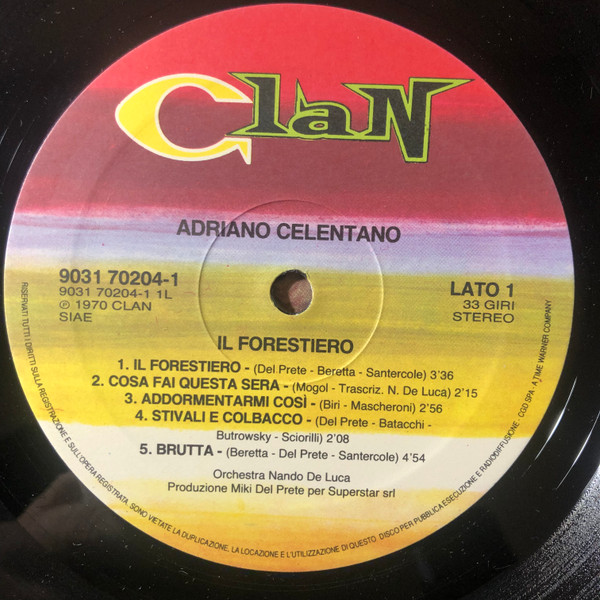 Clan
ADRIANO CELENTANO
9031 70204-1
9031 70204-1 1L
℗ 1970 CLAN
SIAE
LATO 1
33 GIRI
STEREO
IL FORESTIERO
1. IL FORESTIERO - (Del Prete - Beretta - Santercole) 3'36
2. COSA FAI QUESTA SERA - (Mogol - Trascriz. N. De Luca) 2'15
3. ADDORMENTARMI COSÌ - (Biri - Mascheroni) 2'56
4. STIVALI E COLBACCO - (Del Prete - Batacchi -
Butrowsky - Sciorilli) 2'08
5. BRUTTA - (Beretta - Del Prete - Santercole) 4'54
Orchestra Nando De Luca
Produzione Miki Del Prete per Superstar srl
RISERVATI TUTTI I DIRITTI SULLA REGISTRAZIONE E SULL'OPERA REGISTRATA. SONO VIETATE LA DUPLICAZIONE, LA LOCAZIONE E L'UTILIZZAZIONE DI QUESTO DISCO PER PUBBLICA ESECUZIONE E RADIODIFFUSIONE - CGD SPA - A TIME WARNER COMPANY